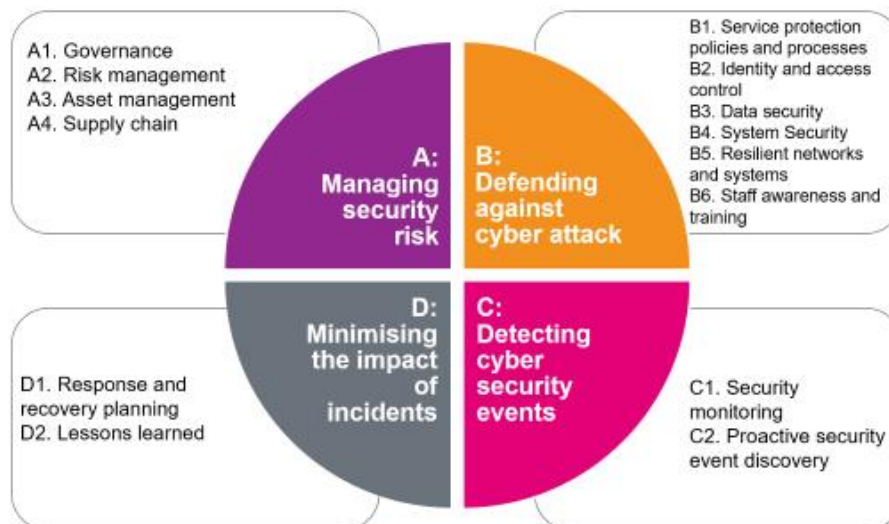 A1. Governance
A2. Risk management
A3. Asset management
A4. Supply chain
A:
Managing
security
risk
B:
Defending
against
cyber attack
B1. Service protection
policies and processes
B2. Identity and access
control
B3. Data security
B4. System Security
B5. Resilient networks
and systems
B6. Staff awareness and
training
D1. Response and
recovery planning
D2. Lessons learned
D:
Minimising
the impact
of
incidents
C:
Detecting
cyber
security
events
C1. Security
monitoring
C2. Proactive security
event discovery